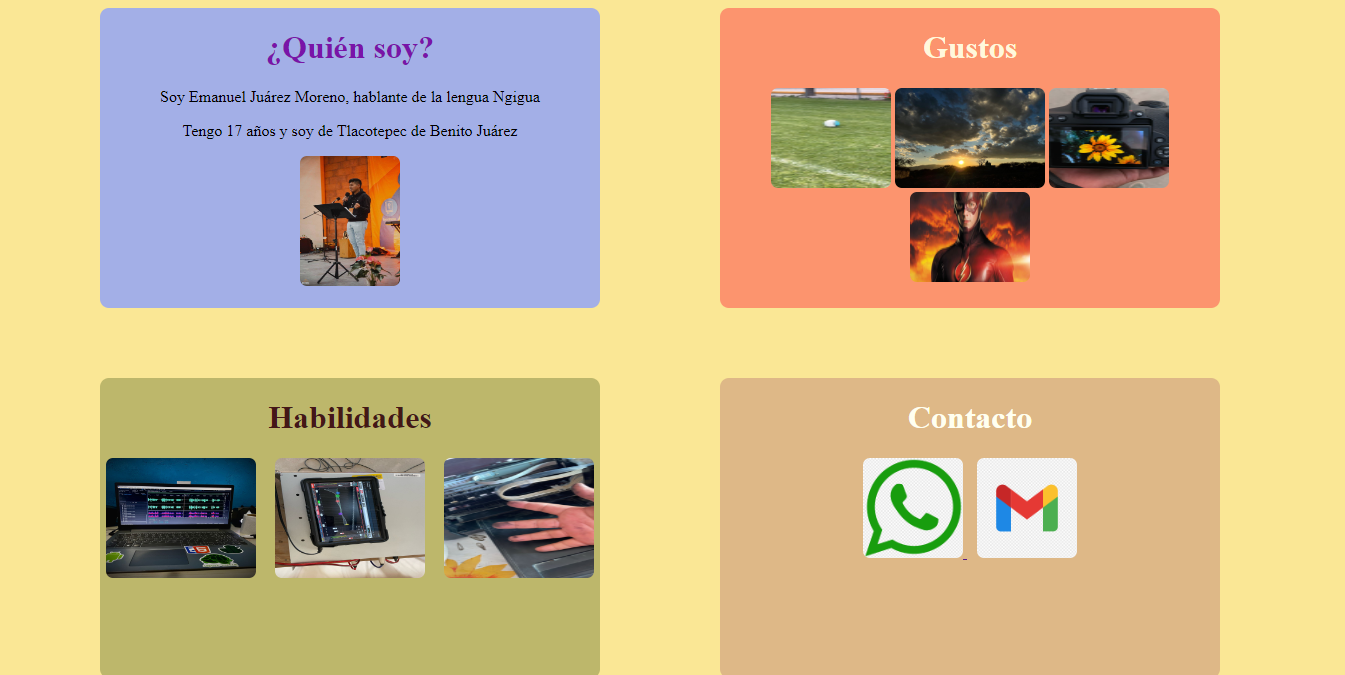 ¿Quién soy?
Soy Emanuel Juárez Moreno, hablante de la lengua Ngigua
Tengo 17 años y soy de Tlacotepec de Benito Juárez
Gustos
Habilidades
Contacto